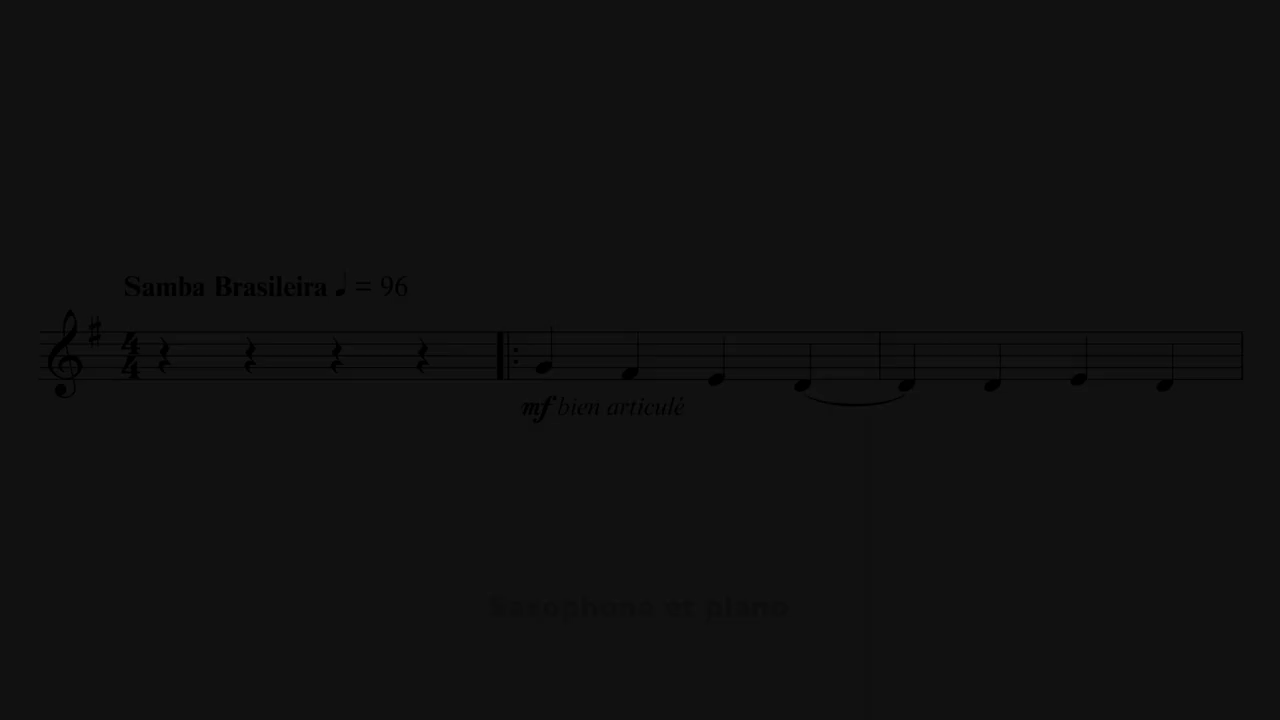 Samba Brasileira ♩ = 96
mf bien articulé
Saxophone et piano